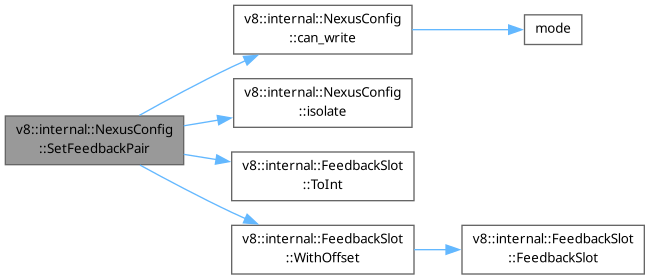 v8::internal::NexusConfig
::SetFeedbackPair
v8::internal::NexusConfig
::can_write
mode
v8::internal::NexusConfig
::isolate
v8::internal::FeedbackSlot
::ToInt
v8::internal::FeedbackSlot
::WithOffset
v8::internal::FeedbackSlot
::FeedbackSlot